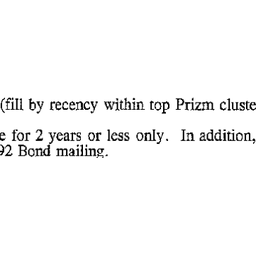 (fill by recency within top Prizm cluste
e for 2 years or less only. In addition,
92 Bond mailing.